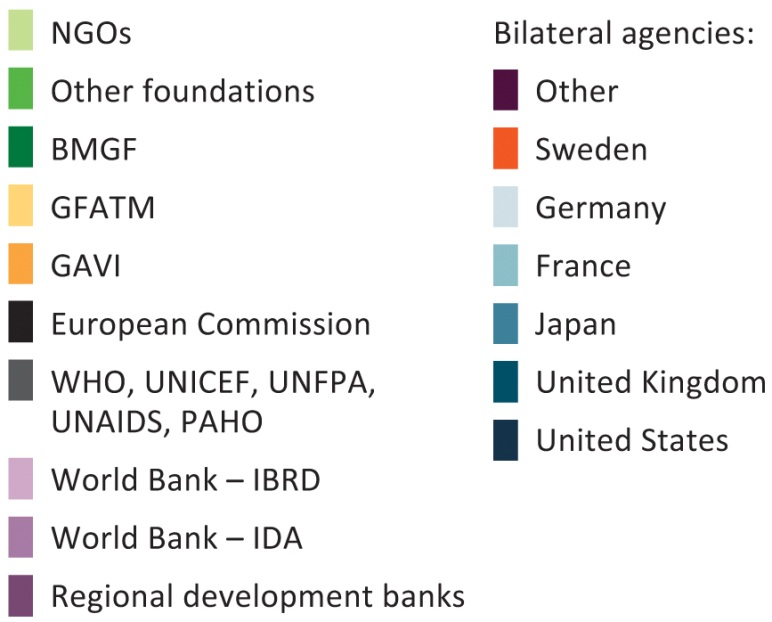 NGOs
Other foundations
BMGF
GFATM
GAVI
European Commission
WHO, UNICEF, UNFPA,
UNAIDS, PAHO
World Bank – IBRD
World Bank – IDA
Regional development banks
Bilateral agencies:
Other
Sweden
Germany
France
Japan
United Kingdom
United States